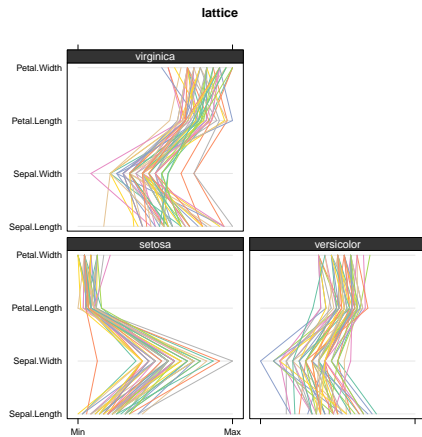 lattice
virginica
Petal.Width
Petal.Length
Sepal.Width
Sepal.Length
setosa
versicolor
Petal.Width
Petal.Length
Sepal.Width
Sepal.Length
Min
Max